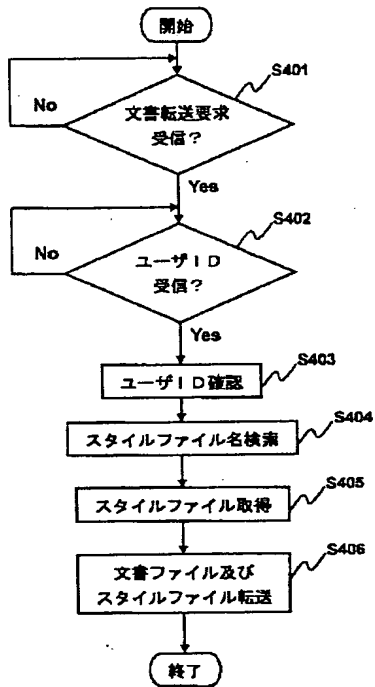 開始
S401
文書転送要求
受信?
No
Yes
S402
ユーザID
受信?
No
Yes
S403
ユーザID確認
S404
スタイルファイル名検索
S405
スタイルファイル取得
S406
文書ファイル及び
スタイルファイル転送
終了